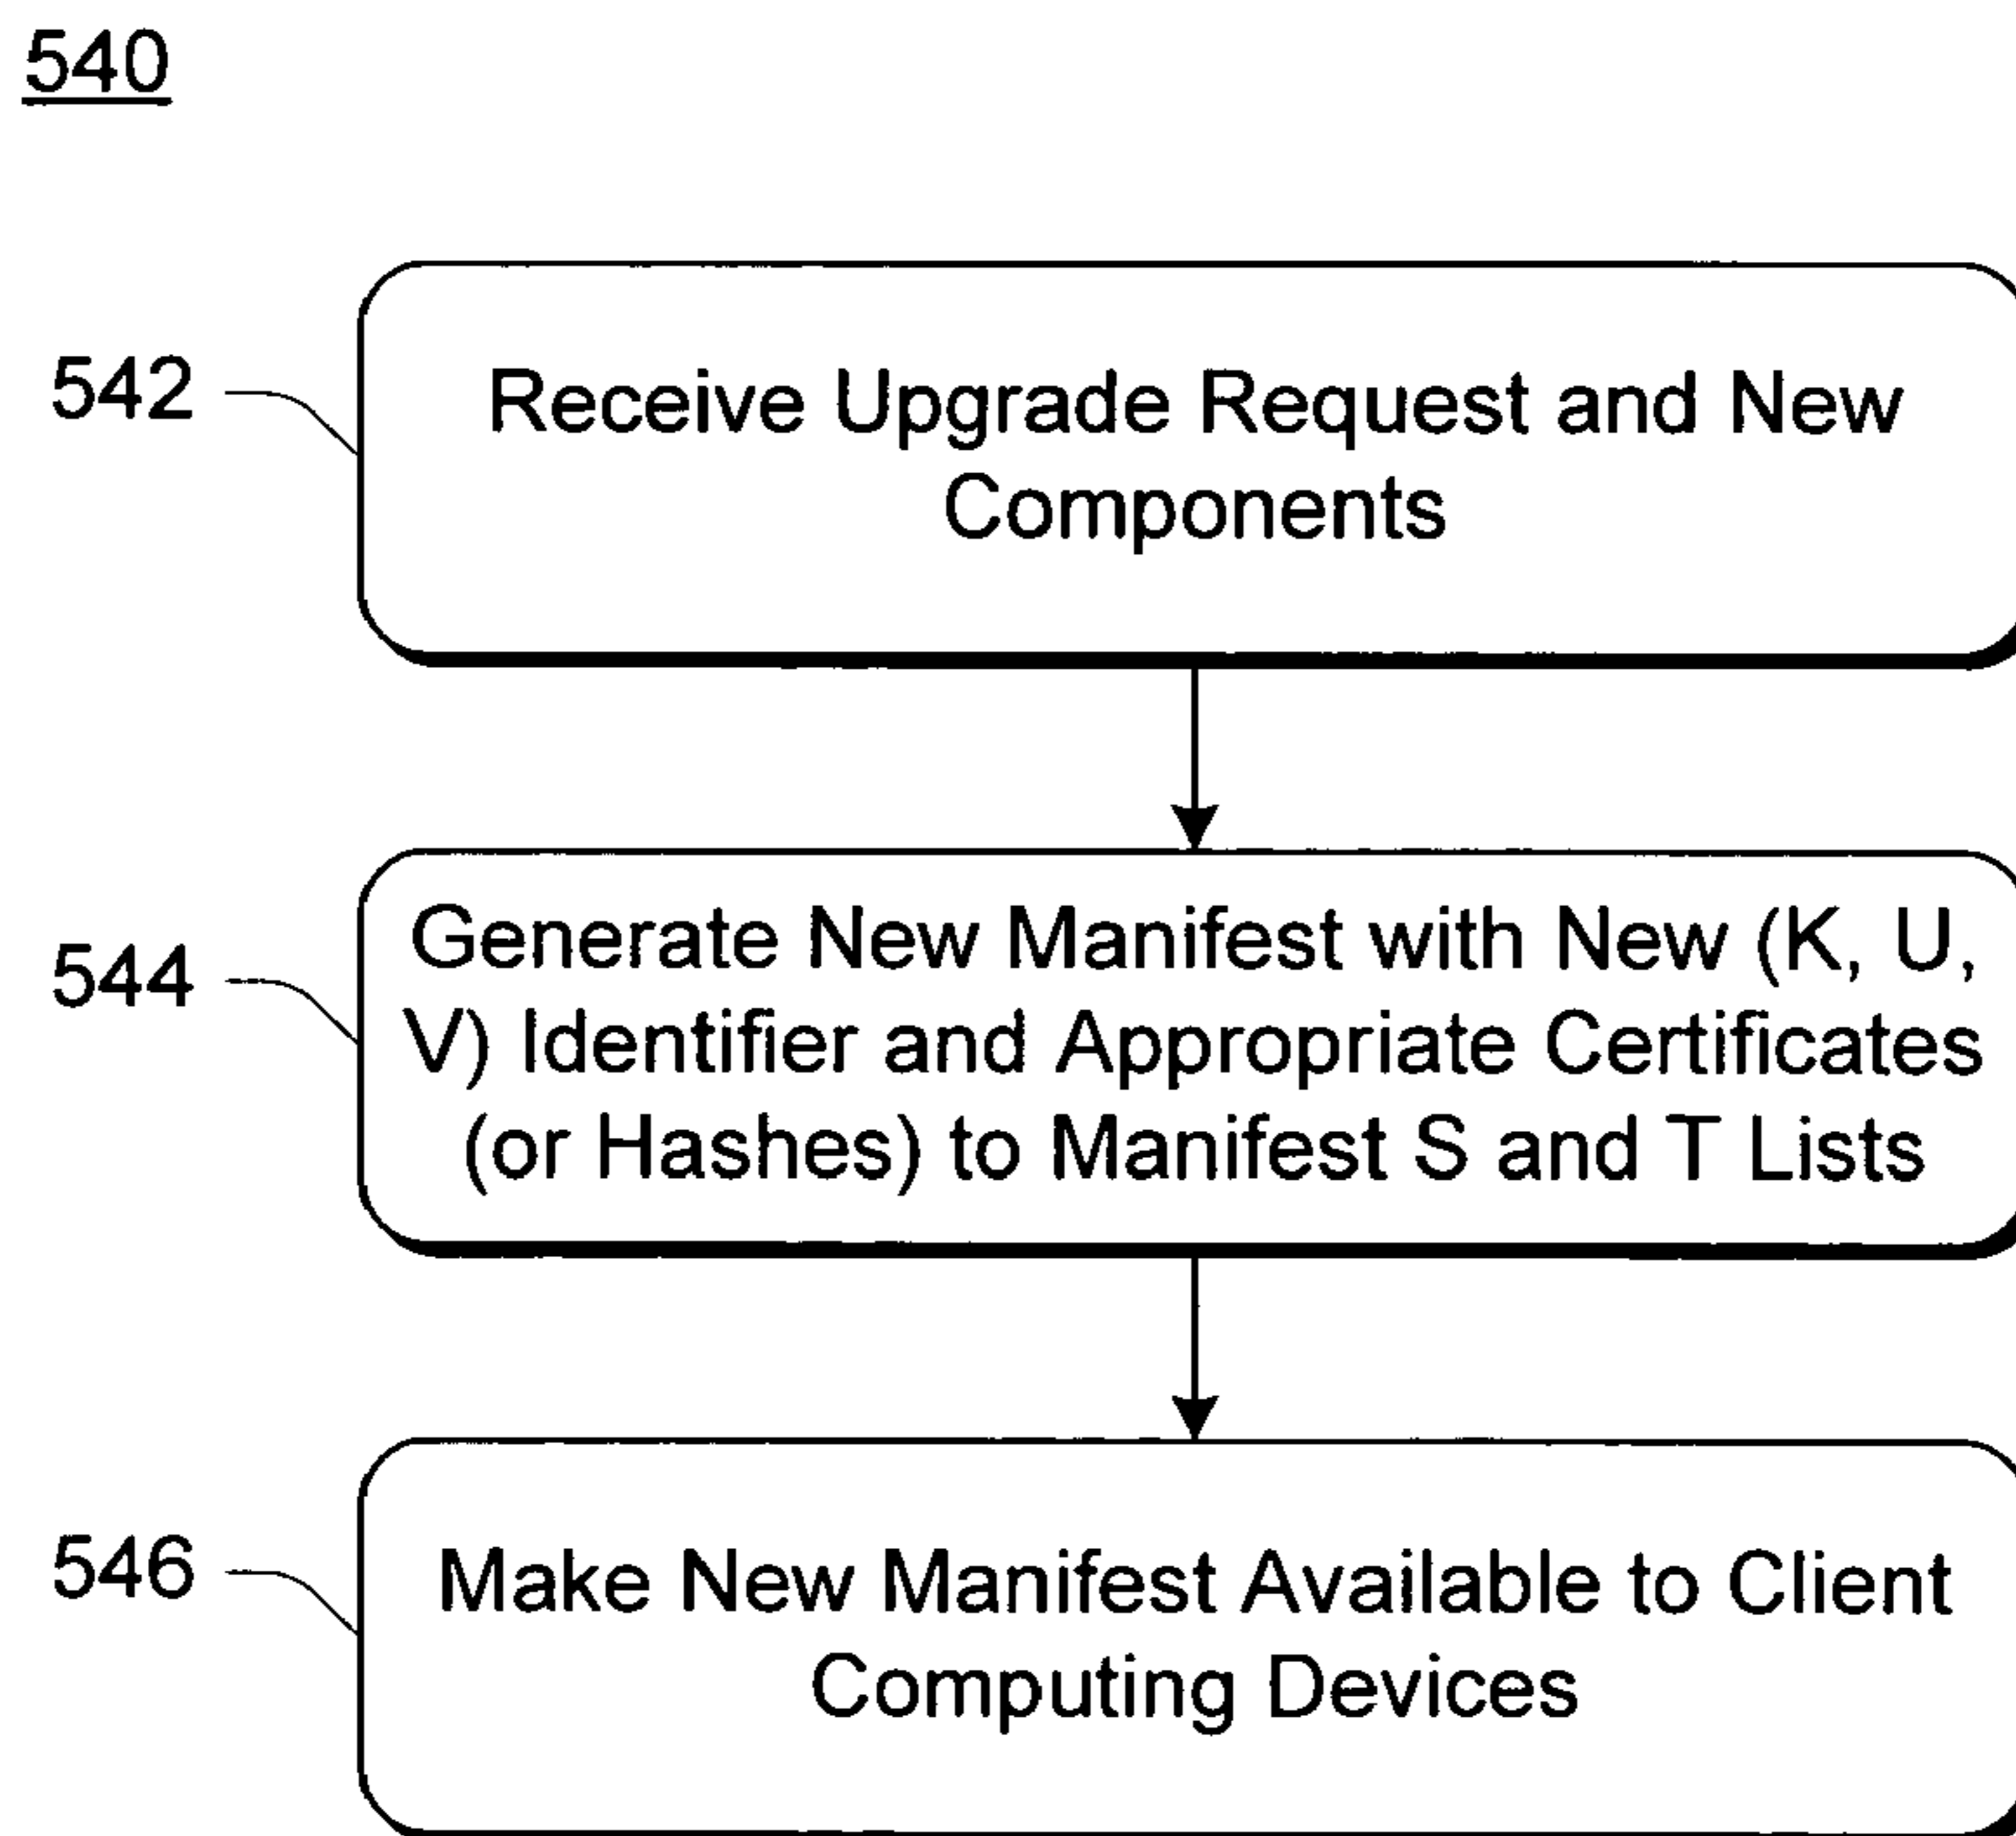 540
542
Receive Upgrade Request and New
Components
544
Generate New Manifest with New (K, U,
V) Identifier and Appropriate Certificates
(or Hashes) to Manifest S and T Lists
546
Make New Manifest Available to Client
Computing Devices